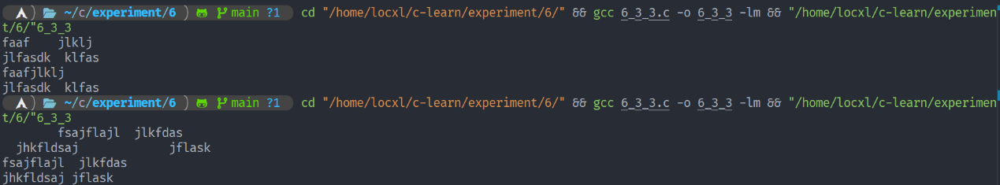 ) ~/c/experiment/6 ) main ?1 cd "/home/locxl/c-learn/experiment/6/" && gcc 6_3_3.c -o 6_3_3 -lm && "/home/locxl/c-learn/experimen
t/6/"6_3_3
faaf    jlklj
jlfasdk  klfas
faafjlklj
jlfasdk  klfas
) ~/c/experiment/6 ) main ?1 cd "/home/locxl/c-learn/experiment/6/" && gcc 6_3_3.c -o 6_3_3 -lm && "/home/locxl/c-learn/experimen
t/6/"6_3_3
        fsajflajl  jlkfdas
  jhkfldsaj             jflask
fsajflajl  jlkfdas
jhkfldsaj jflask